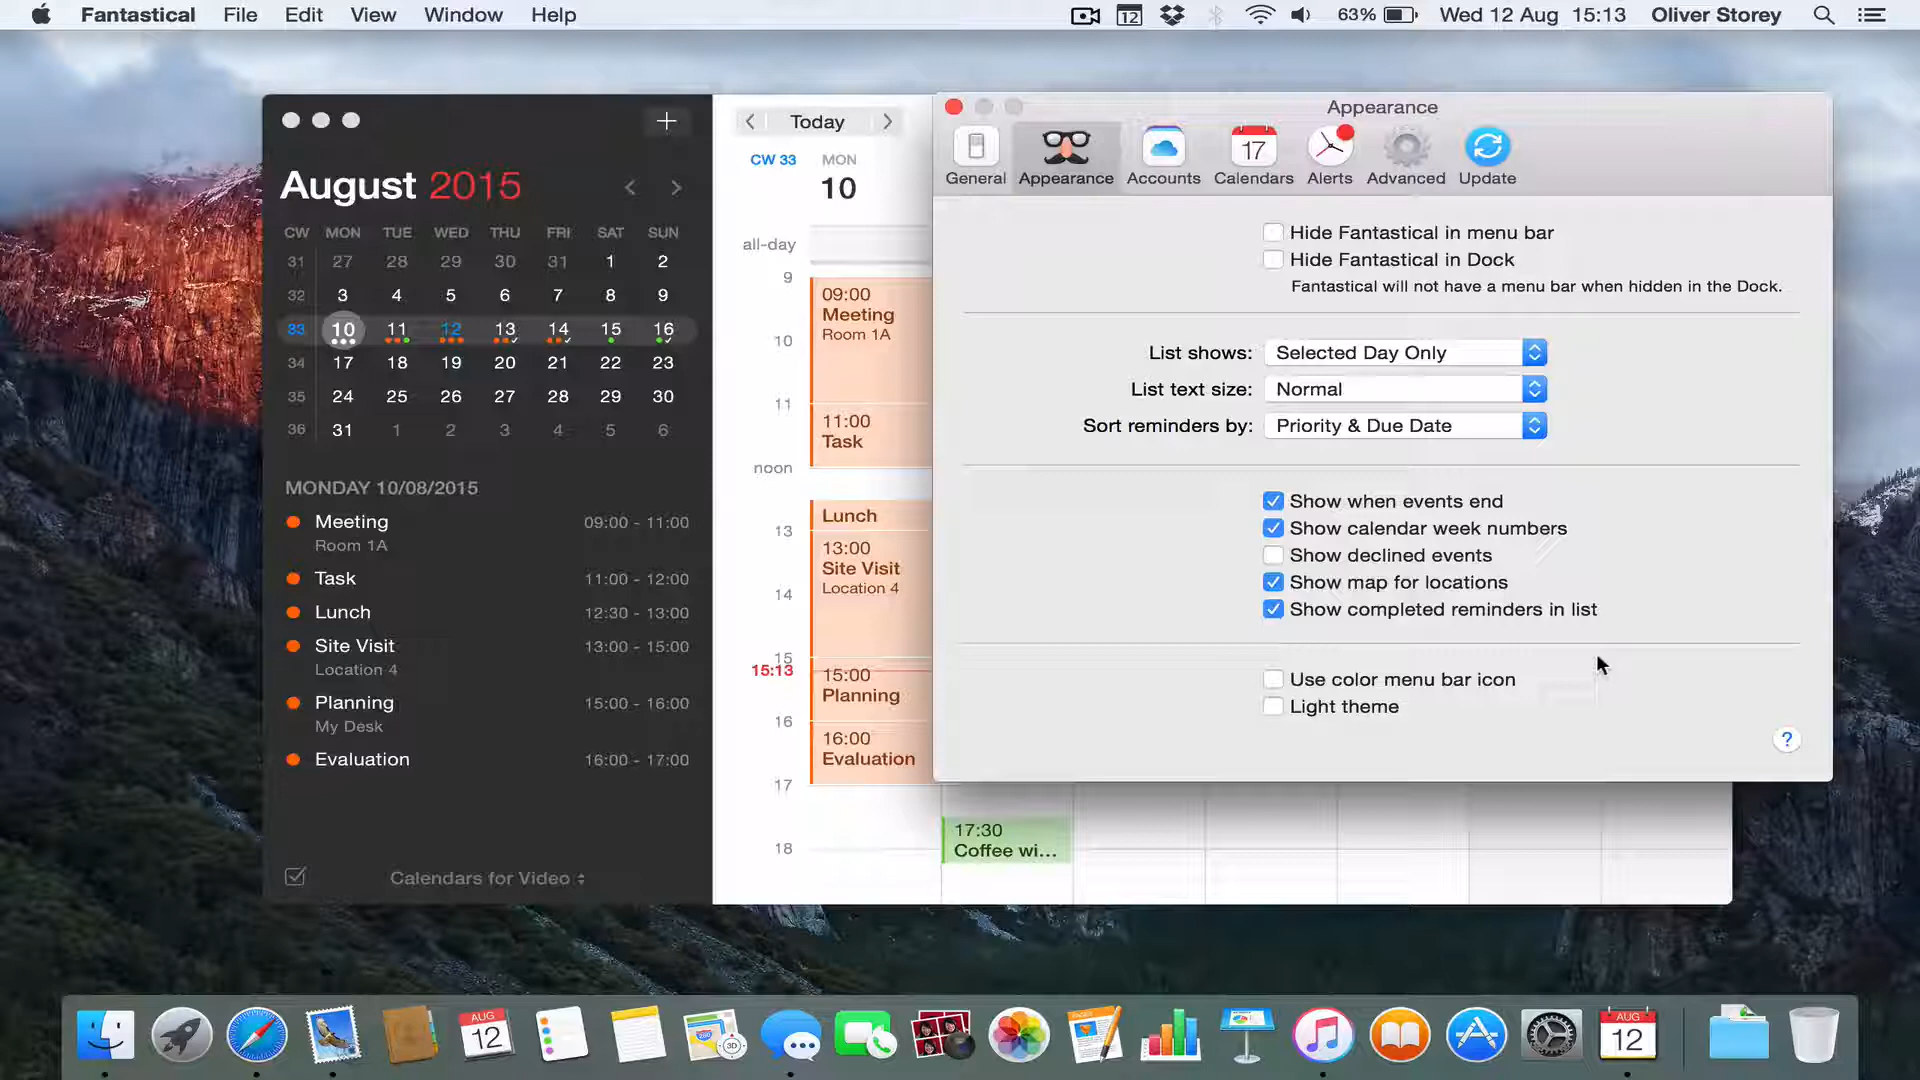 Fantastical File Edit View Window Help 12 63% Wed 12 Aug 15:13 Oliver Storey
August 2015
CW MON TUE WED THU FRI SAT SUN
31 27 28 29 30 31 1 2
32 3 4 5 6 7 8 9
33 10 11 12 13 14 15 16
34 17 18 19 20 21 22 23
35 24 25 26 27 28 29 30
36 31 1 2 3 4 5 6
MONDAY 10/08/2015
Meeting 09:00 - 11:00
Room 1A
Task 11:00 - 12:00
Lunch 12:30 - 13:00
Site Visit 13:00 - 15:00
Location 4
Planning 15:00 - 16:00
My Desk
Evaluation 16:00 - 17:00
Calendars for Video
Today
CW 33 MON
10
all-day
9
09:00
Meeting
Room 1A
10
11
11:00
Task
noon
Lunch
13
13:00
Site Visit
Location 4
14
15
15:13
15:00
Planning
16
16:00
Evaluation
17
17:30
Coffee wi...
18
Appearance
17
General Appearance Accounts Calendars Alerts Advanced Update
Hide Fantastical in menu bar
Hide Fantastical in Dock
Fantastical will not have a menu bar when hidden in the Dock.
List shows: Selected Day Only
List text size: Normal
Sort reminders by: Priority & Due Date
Show when events end
Show calendar week numbers
Show declined events
Show map for locations
Show completed reminders in list
Use color menu bar icon
Light theme
?
AUG
12
280
3D
PAGES
AUG
12